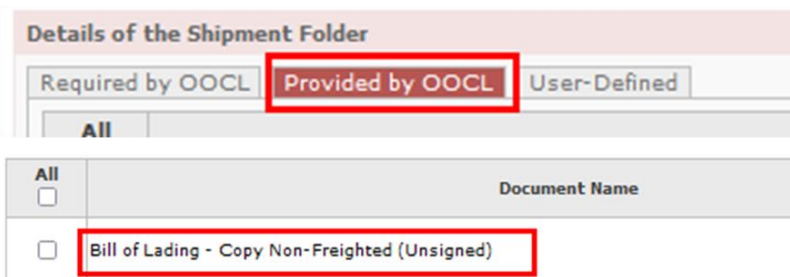 Details of the Shipment Folder
Required by OOCL Provided by OOCL User-Defined
All
All Document Name
Bill of Lading - Copy Non-Freighted (Unsigned)